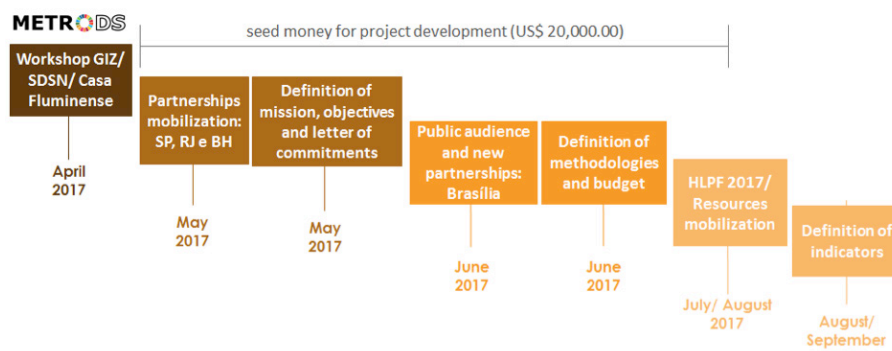 METRODS
seed money for project development (US$ 20,000.00)
Workshop GIZ/
SDSN/ Casa
Fluminense
April
2017
Partnerships
mobilization:
SP, RJ e BH
May
2017
Definition of
mission, objectives
and letter of
commitments
May
2017
Public audience
and new
partnerships:
Brasília
June
2017
Definition of
methodologies
and budget
June
2017
HLPF 2017/
Resources
mobilization
July/ August
2017
Definition of
indicators
August/
September